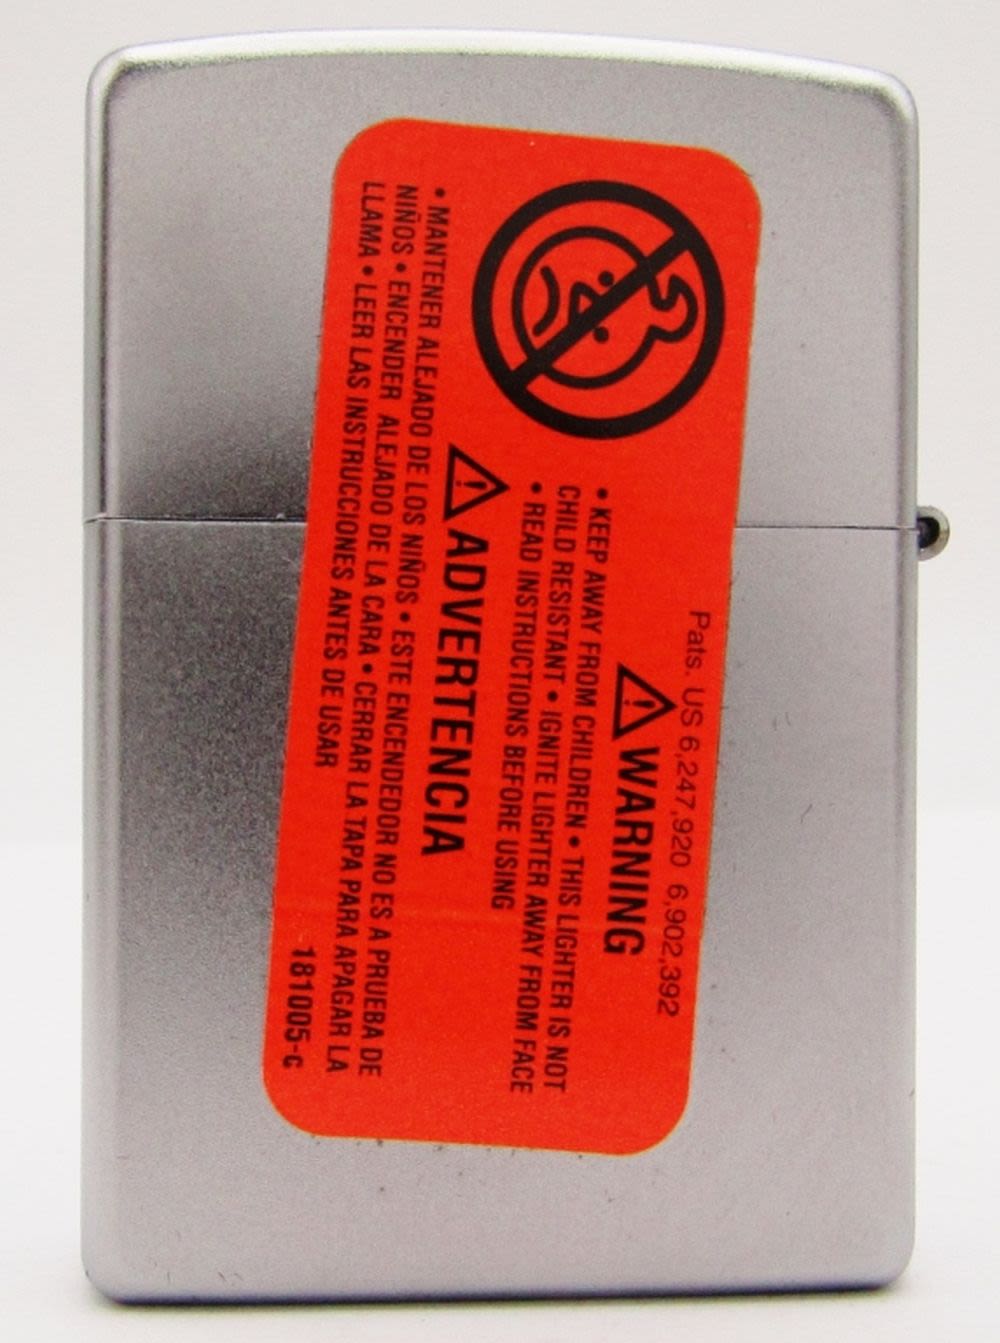 Pats. US 6,247,920 6,902,392
WARNING
• KEEP AWAY FROM CHILDREN • THIS LIGHTER IS NOT
CHILD RESISTANT • IGNITE LIGHTER AWAY FROM FACE
• READ INSTRUCTIONS BEFORE USING
ADVERTENCIA
• MANTENER ALEJADO DE LOS NIÑOS • ESTE ENCENDEDOR NO ES A PRUEBA DE
NIÑOS • ENCENDER ALEJADO DE LA CARA • CERRAR LA TAPA PARA APAGAR LA
LLAMA • LEER LAS INSTRUCCIONES ANTES DE USAR
181005-C